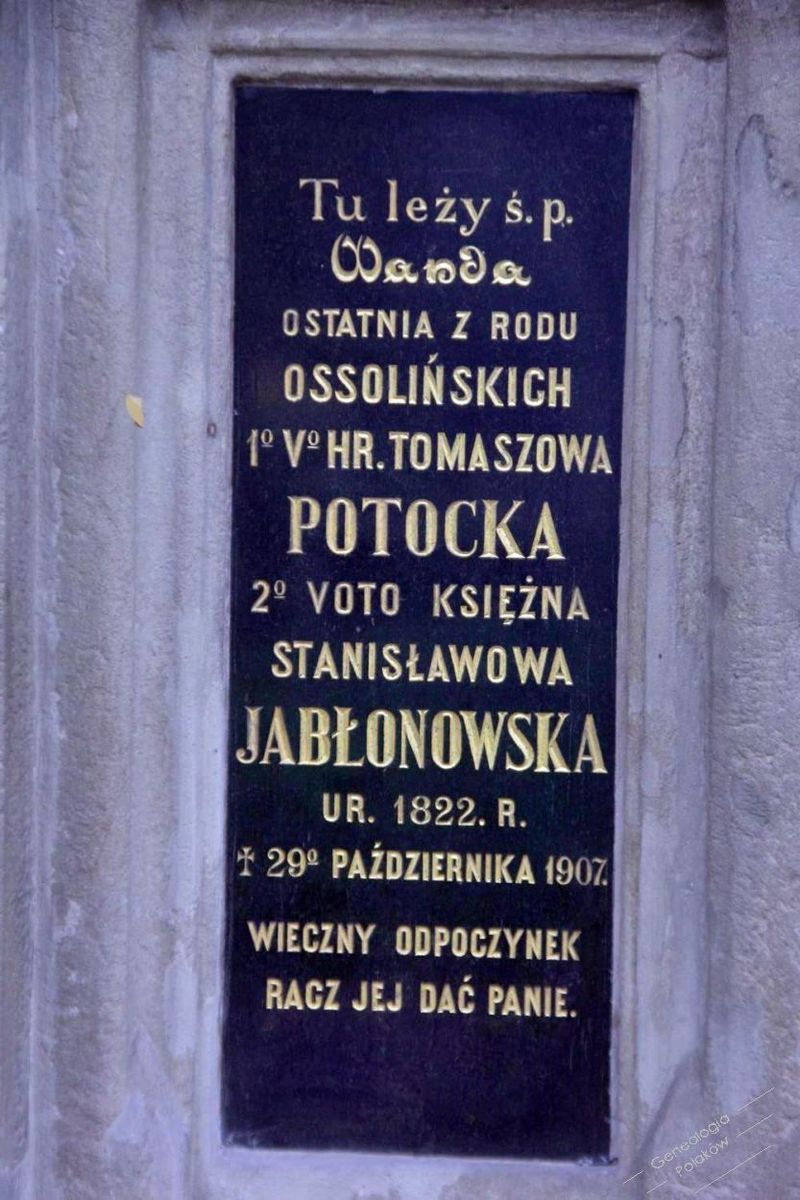 Tu leży ś.p.
Wanda
OSTATNIA Z RODU
OSSOLIŃSKICH
1º Vº HR. TOMASZOWA
POTOCKA
2º VOTO KSIĘŻNA
STANISŁAWOWA
JABŁONOWSKA
UR. 1822. R.
✝ 29º PAŹDZIERNIKA 1907.
WIECZNY ODPOCZYNEK
RACZ JEJ DAĆ PANIE.
Genealogia
Polaków